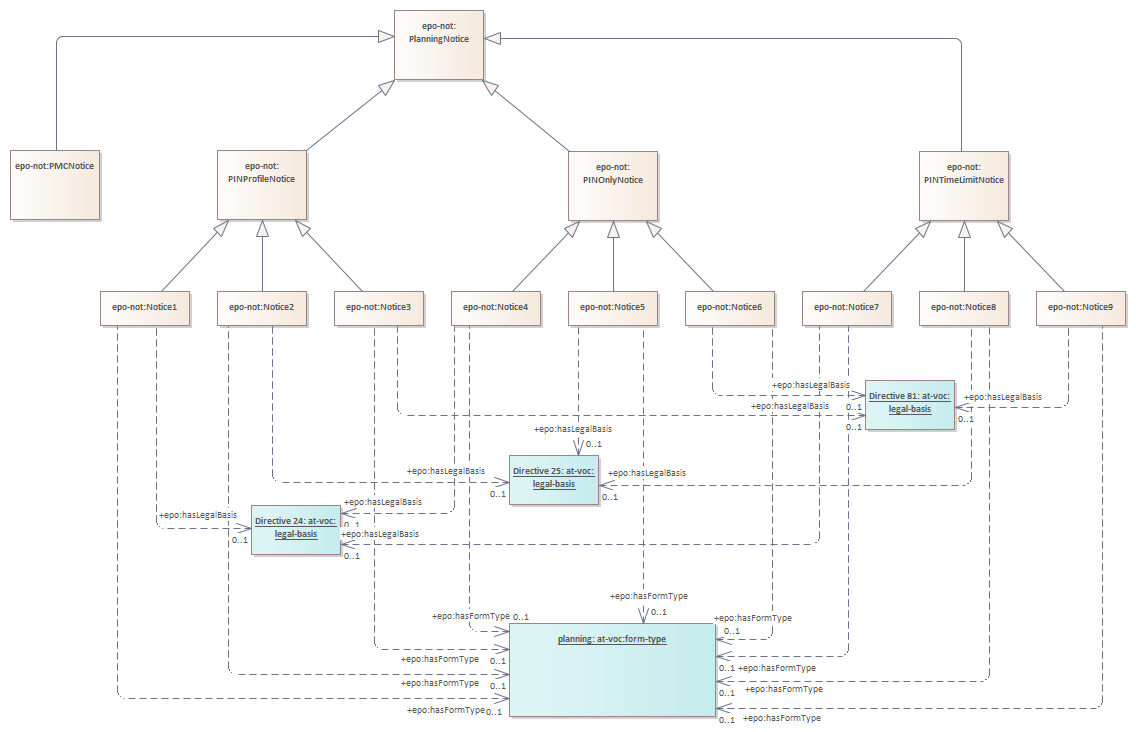 epo-not:
PlanningNotice
epo-not:PMCNotice
epo-not:
PINProfileNotice
epo-not:
PINOnlyNotice
epo-not:
PINTimeLimitNotice
epo-not:Notice1
epo-not:Notice2
epo-not:Notice3
epo-not:Notice4
epo-not:Notice5
epo-not:Notice6
epo-not:Notice7
epo-not:Notice8
epo-not:Notice9
+epo:hasLegalBasis
0..1
+epo:hasLegalBasis
0..1
Directive 81: at-voc:
legal-basis
+epo:hasLegalBasis
0..1
+epo:hasLegalBasis
0..1
+epo:hasLegalBasis
0..1
Directive 25: at-voc:
legal-basis
+epo:hasLegalBasis
0..1
+epo:hasLegalBasis
0..1
Directive 24: at-voc:
legal-basis
+epo:hasLegalBasis
0..1
+epo:hasLegalBasis
0..1
+epo:hasFormType
0..1
+epo:hasFormType
0..1
+epo:hasFormType
0..1
planning: at-voc:form-type
+epo:hasFormType
0..1
+epo:hasFormType
0..1
+epo:hasFormType
0..1
+epo:hasFormType
0..1
+epo:hasFormType
0..1
+epo:hasFormType
0..1